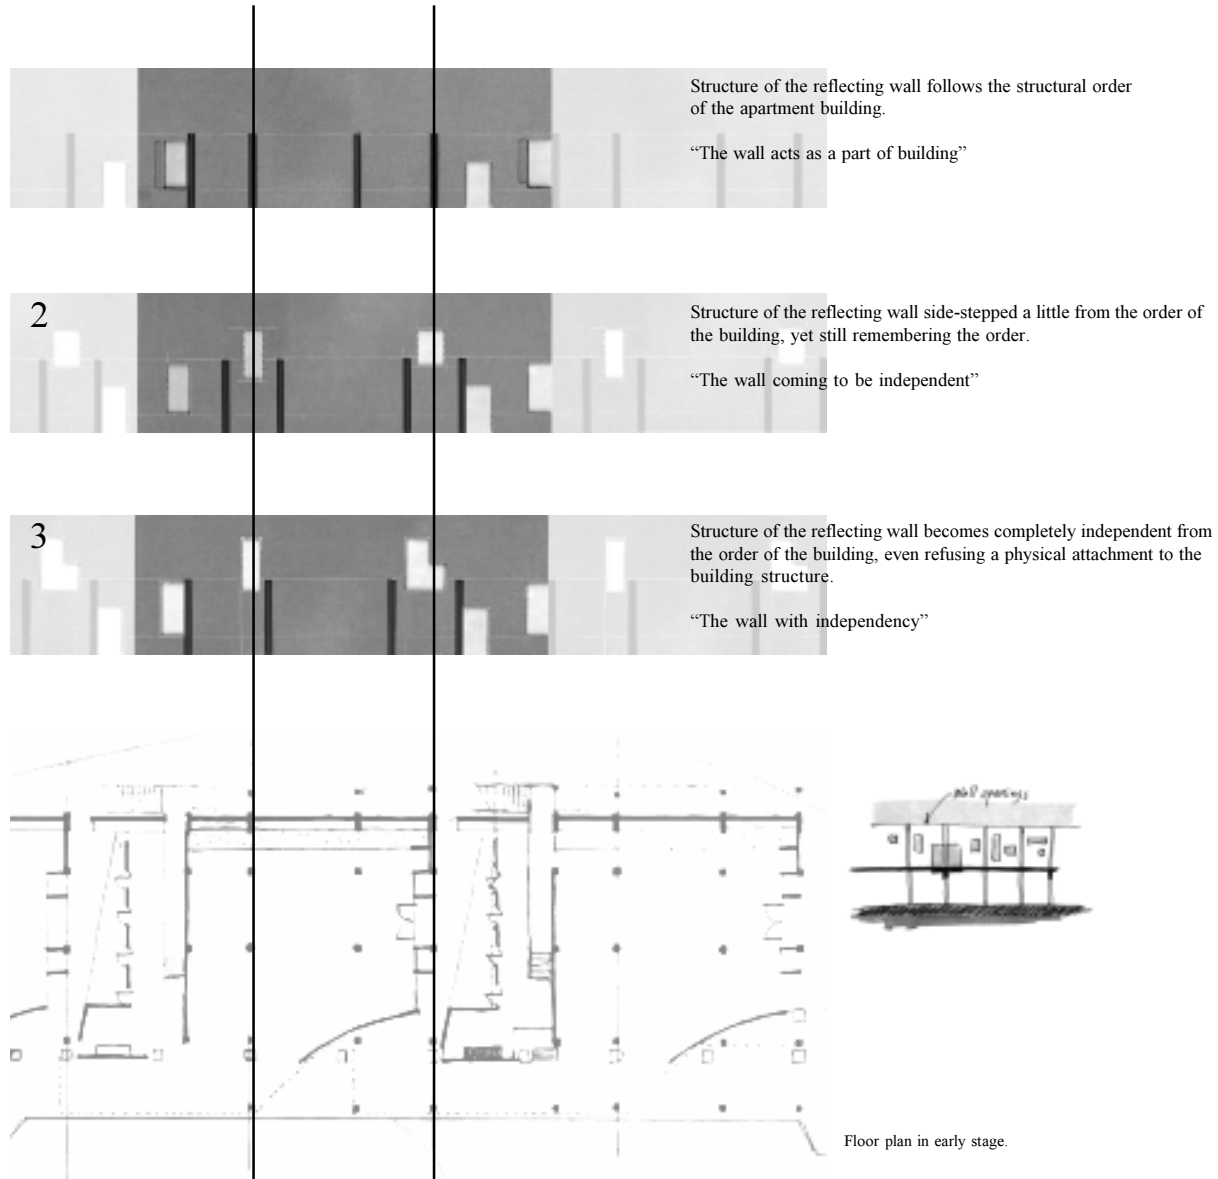 Structure of the reflecting wall follows the structural order
of the apartment building.
“The wall acts as a part of building”
2
Structure of the reflecting wall side-stepped a little from the order of
the building, yet still remembering the order.
“The wall coming to be independent”
3
Structure of the reflecting wall becomes completely independent from
the order of the building, even refusing a physical attachment to the
building structure.
“The wall with independency”
wall openings
Floor plan in early stage.